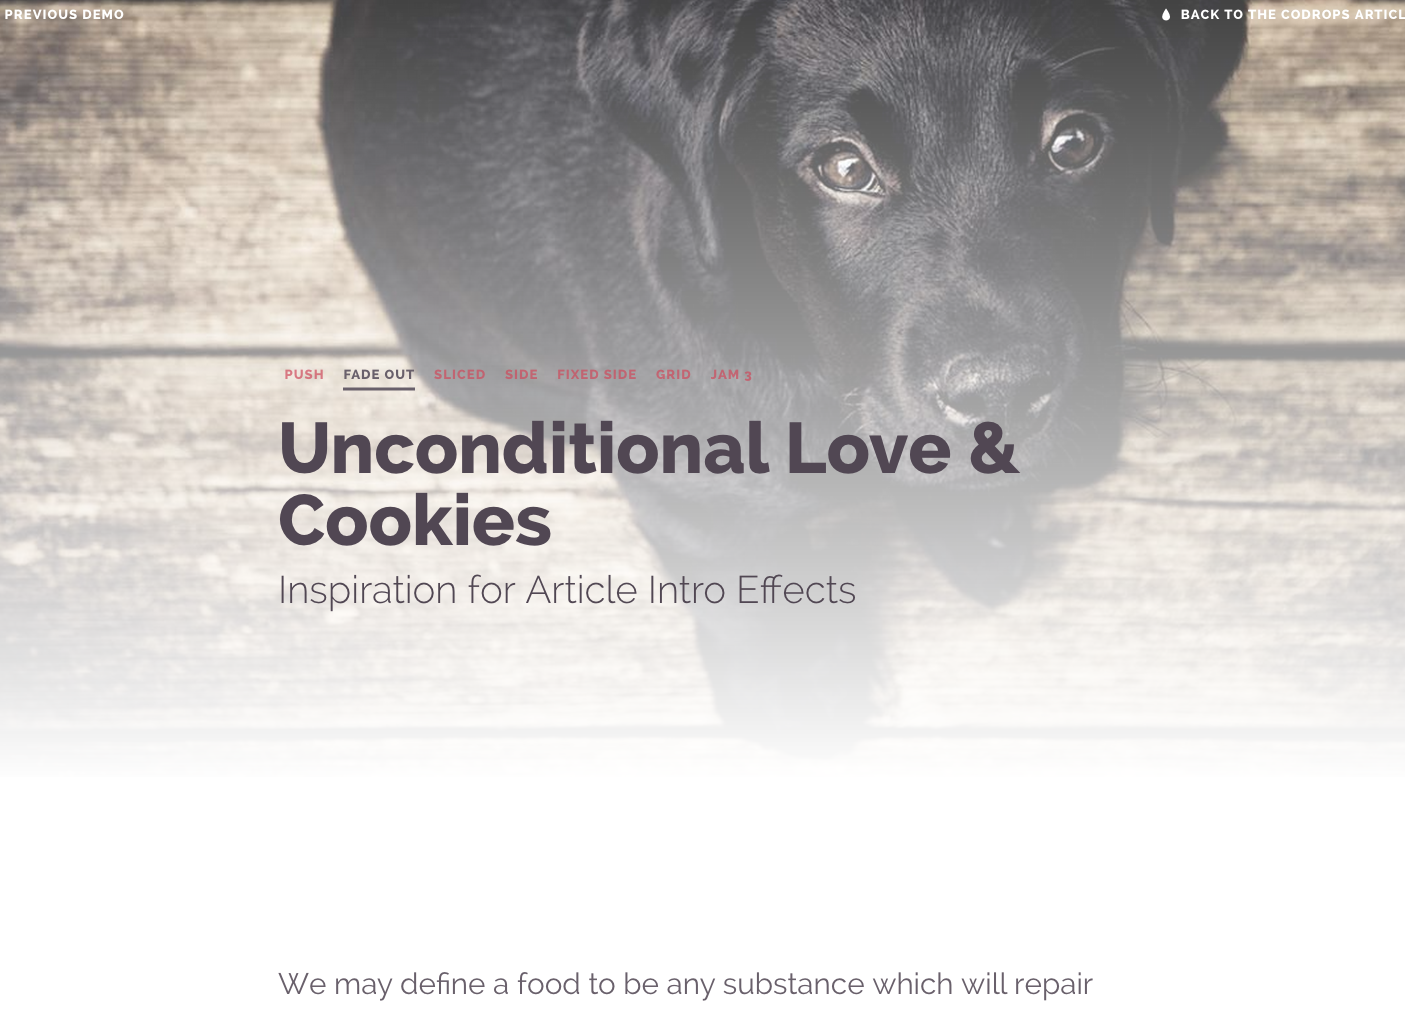 PREVIOUS DEMO
BACK TO THE CODROPS ARTICL
PUSH FADE OUT SLICED SIDE FIXED SIDE GRID JAM 3
Unconditional Love &
Cookies
Inspiration for Article Intro Effects
We may define a food to be any substance which will repair